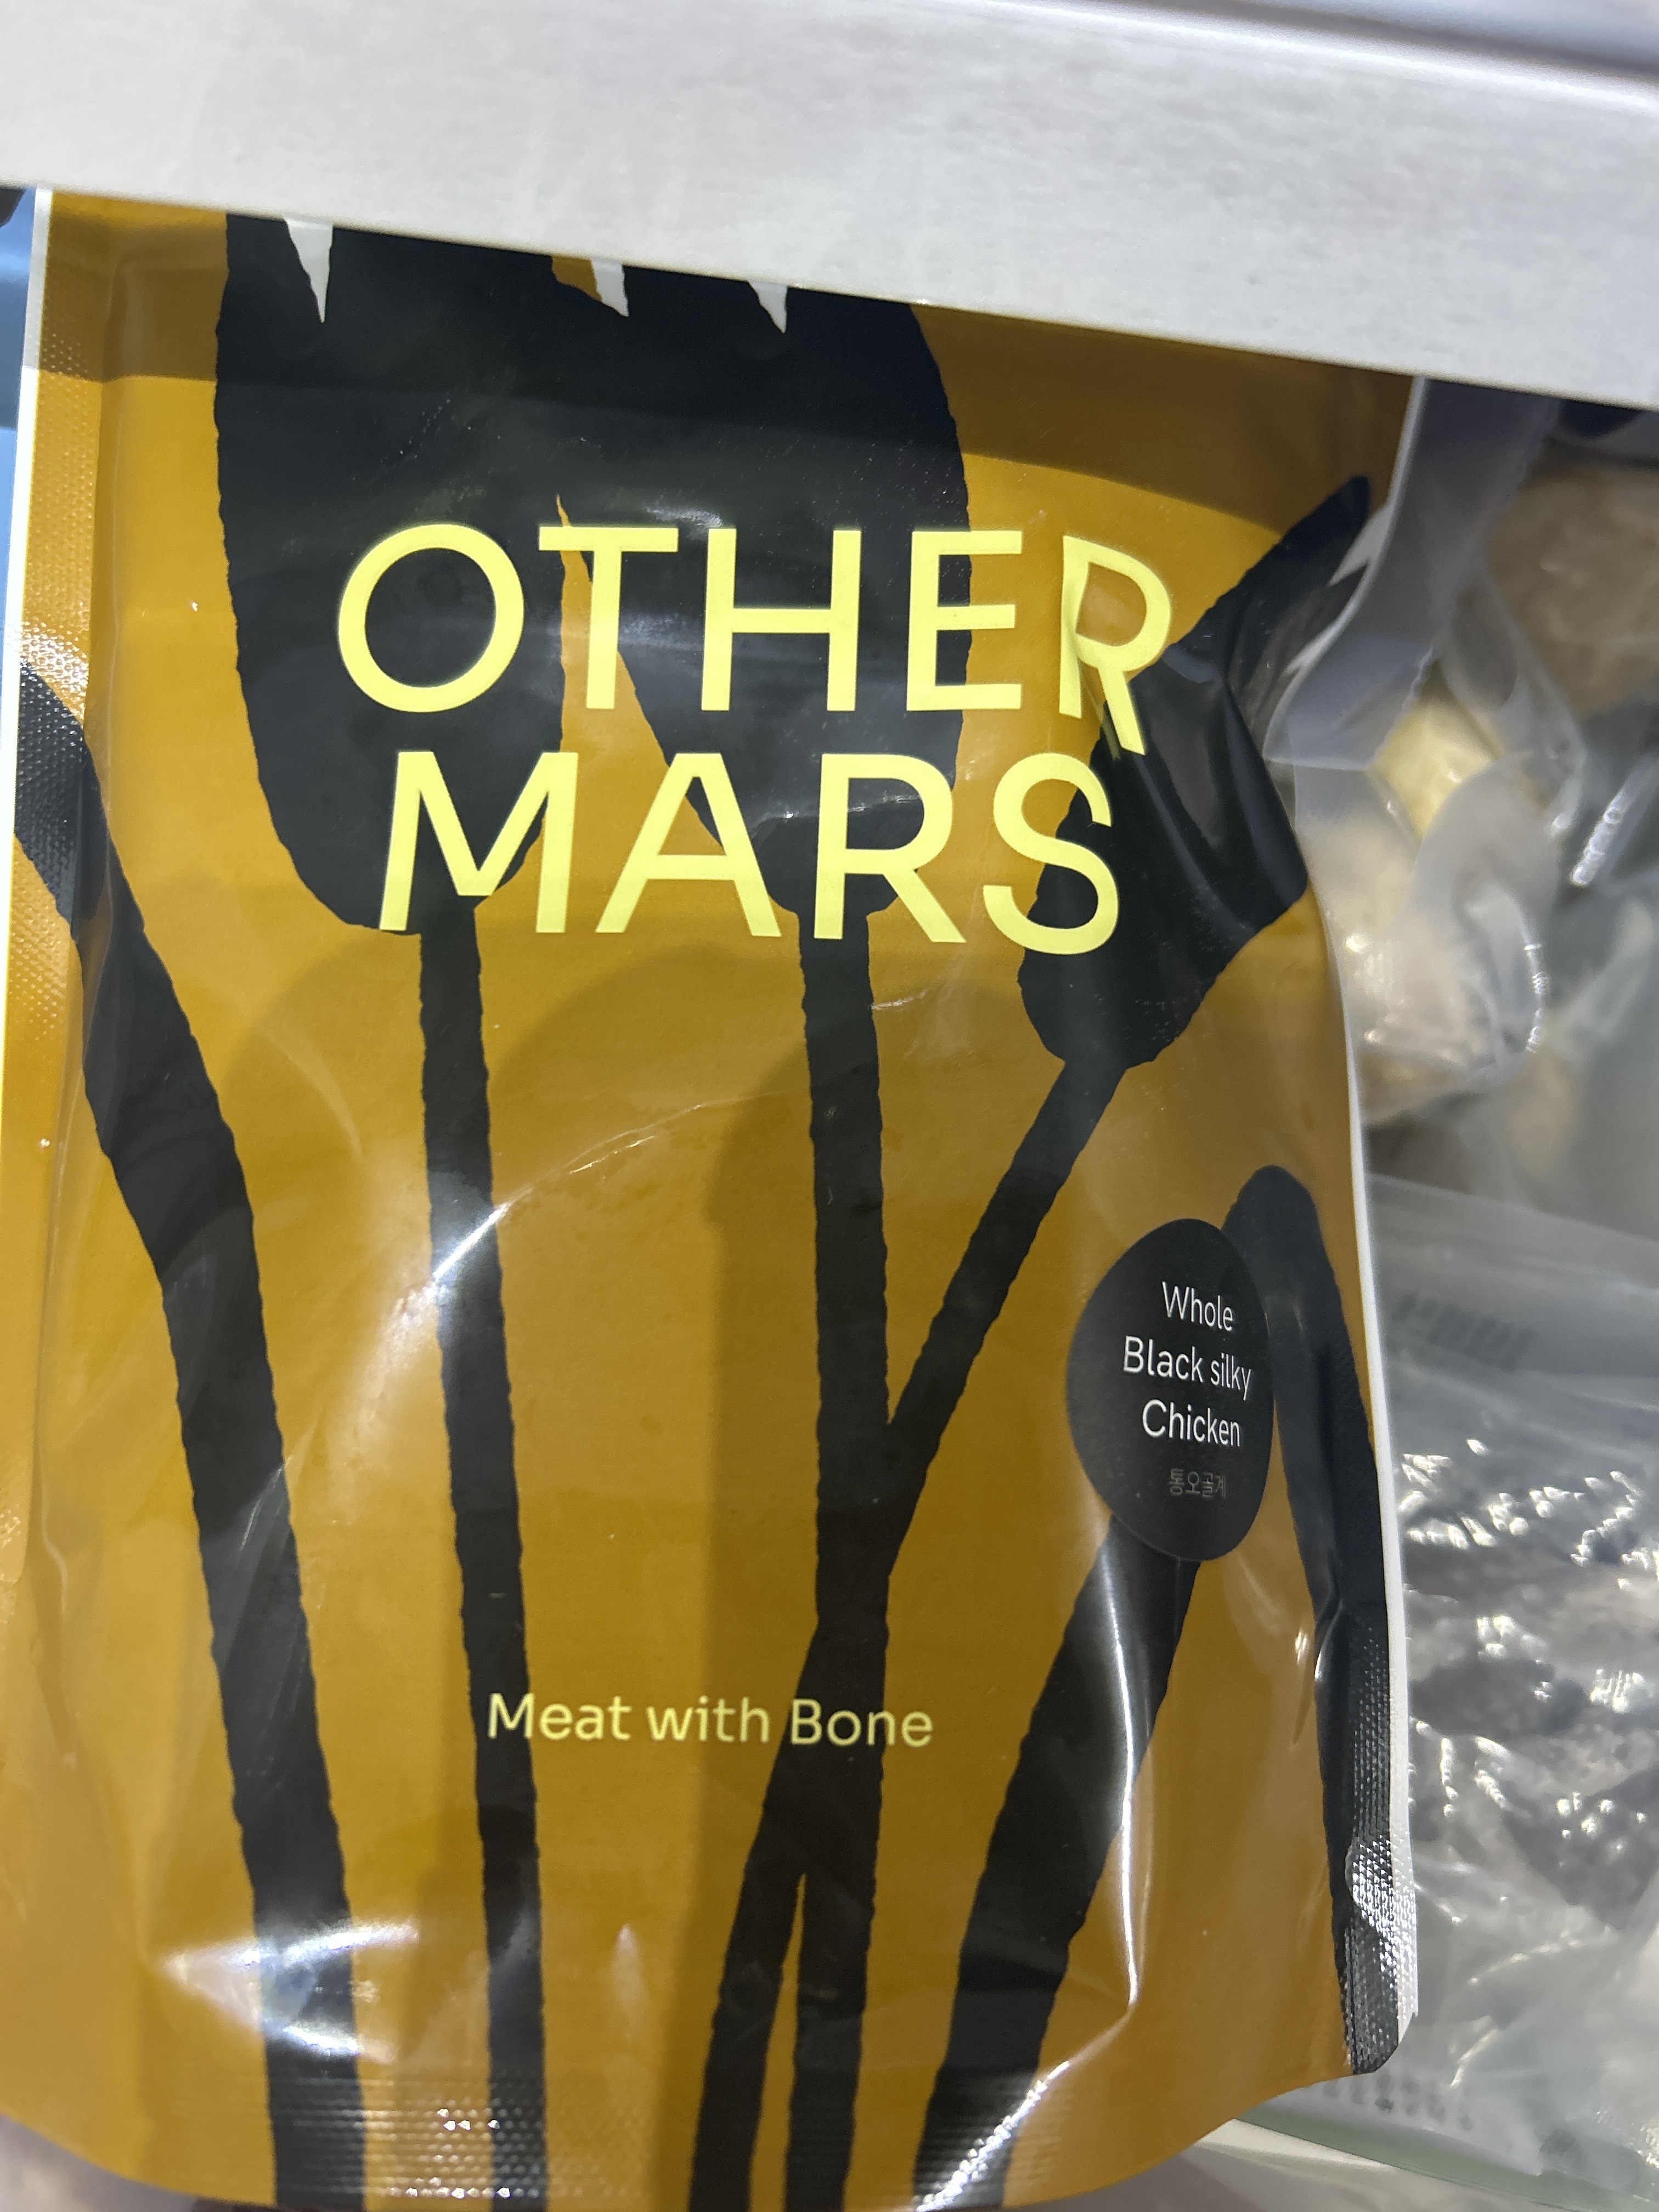 OTHER
MARS
Whole
Black silky
Chicken
통오골계
Meat with Bone